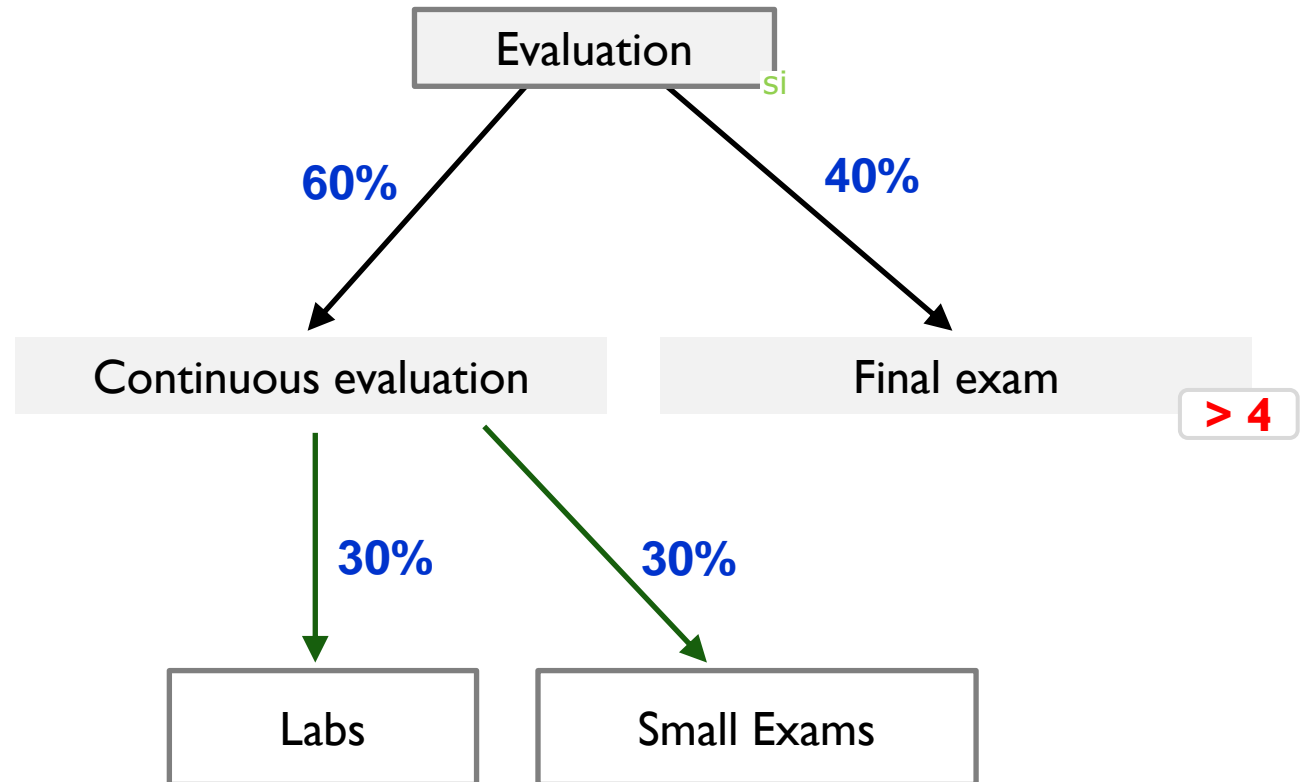 Evaluation
si
60%
40%
Continuous evaluation
Final exam
> 4
30%
30%
Labs
Small Exams